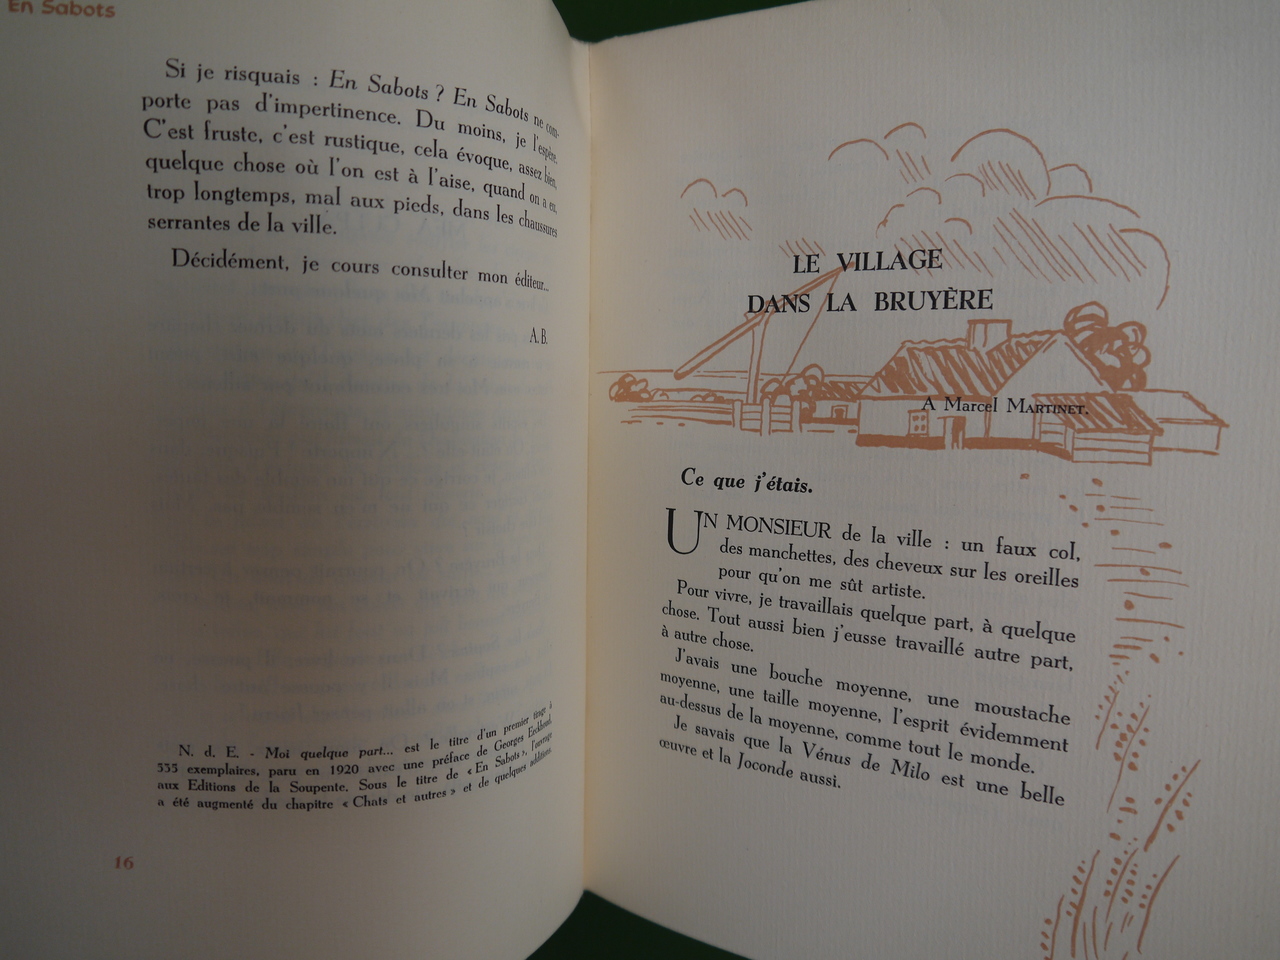 En Sabots
Si je risquais : En Sabots ? En Sabots ne com-
porte pas d'impertinence. Du moins, je l'espère.
C'est fruste, c'est rustique, cela évoque, assez bien,
quelque chose où l'on est à l'aise, quand on a eu,
trop longtemps, mal aux pieds, dans les chaussures
serrantes de la ville.
Décidément, je cours consulter mon éditeur...
A.B.
N. d. E. - Moi quelque part... est le titre d'un premier tirage à
335 exemplaires, paru en 1920 avec une préface de Georges Eekhoud,
aux Editions de la Soupente. Sous le titre de « En Sabots », l'ouvrage
a été augmenté du chapitre « Chats et autres » et de quelques additions.
16
LE VILLAGE
DANS LA BRUYÈRE
A Marcel MARTINET.
Ce que j'étais.
UN MONSIEUR de la ville : un faux col,
des manchettes, des cheveux sur les oreilles
pour qu'on me sût artiste.
Pour vivre, je travaillais quelque part, à quelque
chose. Tout aussi bien j'eusse travaillé autre part,
à autre chose.
J'avais une bouche moyenne, une moustache
moyenne, une taille moyenne, l'esprit évidemment
au-dessus de la moyenne, comme tout le monde.
Je savais que la Vénus de Milo est une belle
œuvre et la Joconde aussi.